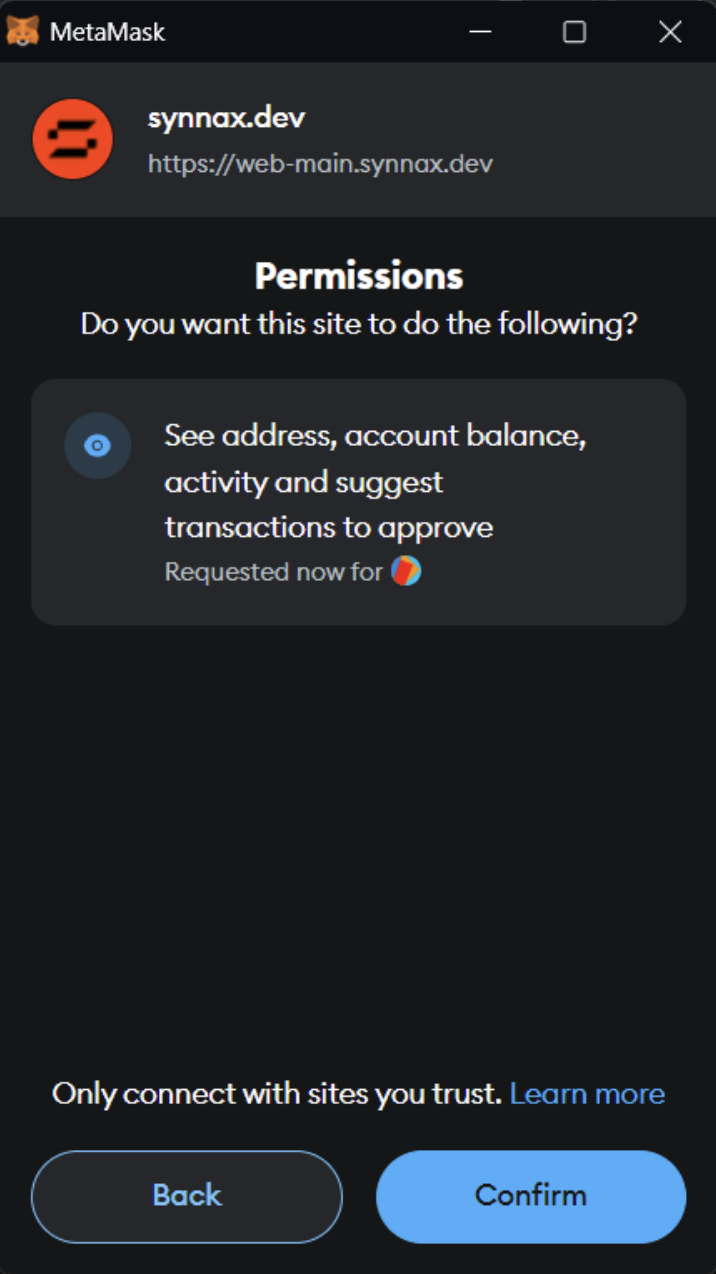 MetaMask
synnax.dev
https://web-main.synnax.dev
Permissions
Do you want this site to do the following?
See address, account balance,
activity and suggest
transactions to approve
Requested now for
Only connect with sites you trust. Learn more
Back
Confirm